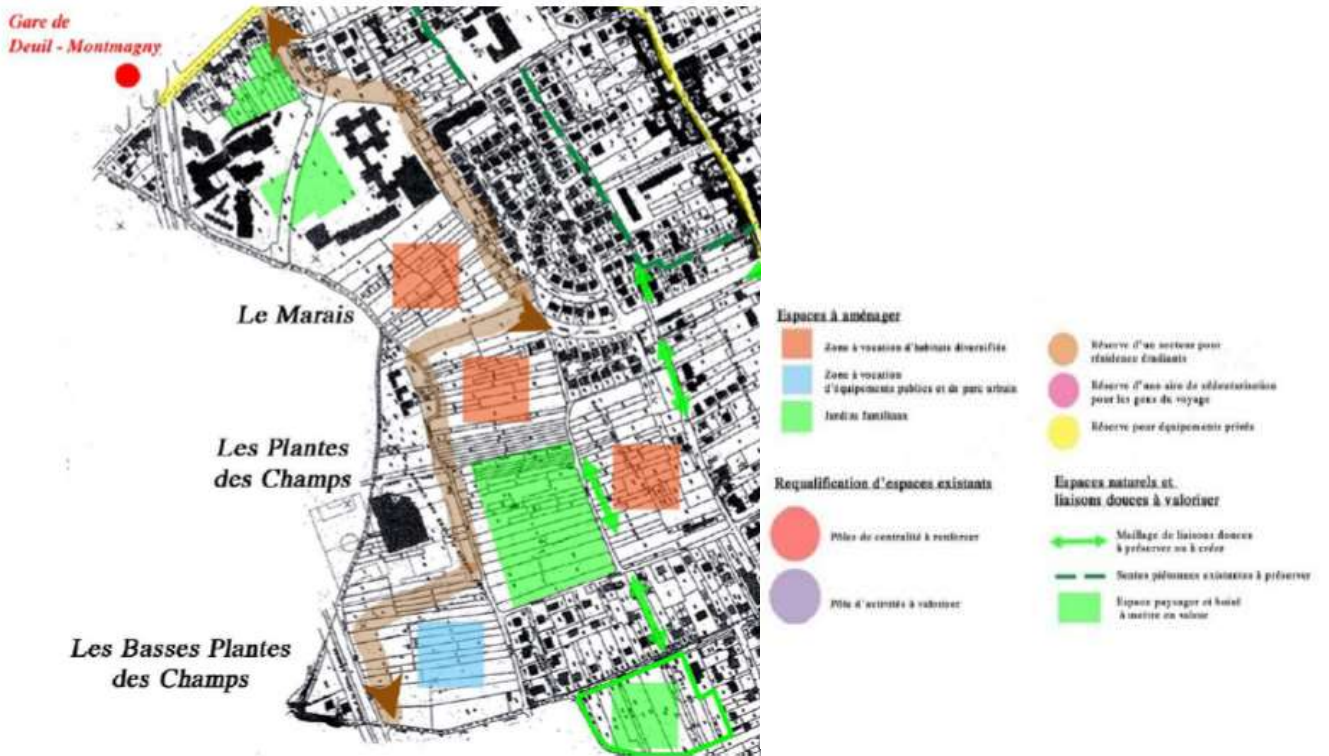 Gare de
Deuil - Montmagny
Le Marais
Les Plantes
des Champs
Les Basses Plantes
des Champs
Espaces à aménager
Zone à vocation d'habitats diversifiés
Zone à vocation
d'équipements publics et de parc urbain
Jardins familiaux
Réserve d'un secteur pour
résidence étudiants
Réserve d'une aire de sédentarisation
pour les gens du voyage
Réserve pour équipements privés
Requalification d'espaces existants
Pôles de centralité à renforcer
Pôle d'activités à valoriser
Espaces naturels et
liaisons douces à valoriser
Maillage de liaisons douces
à préserver ou à créer
Sentes piétonnes existantes à préserver
Espace paysager et boisé
à mettre en valeur